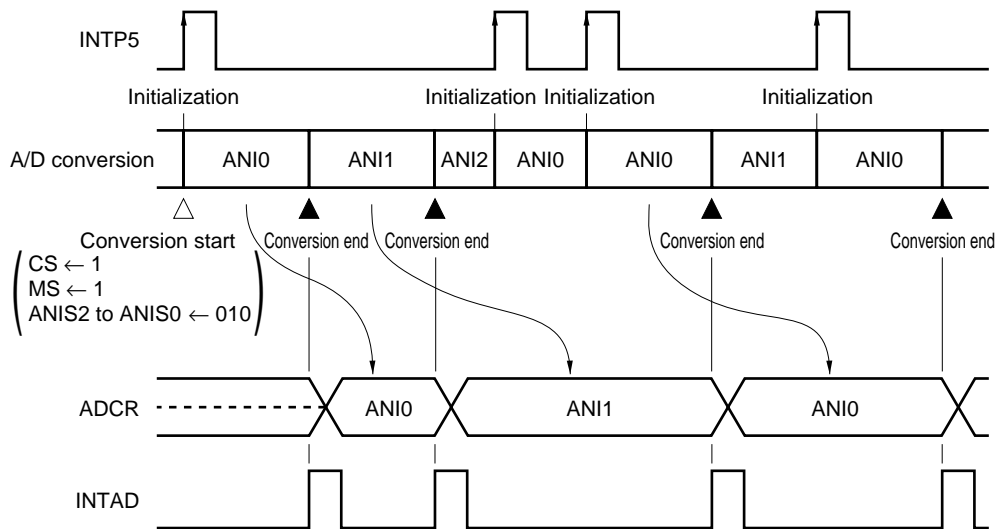 INTP5
Initialization Initialization Initialization Initialization
A/D conversion ANI0 ANI1 ANI2 ANI0 ANI0 ANI1 ANI0
Conversion start Conversion end Conversion end Conversion end Conversion end
CS ← 1
MS ← 1
ANIS2 to ANIS0 ← 010
ADCR ANI0 ANI1 ANI0
INTAD